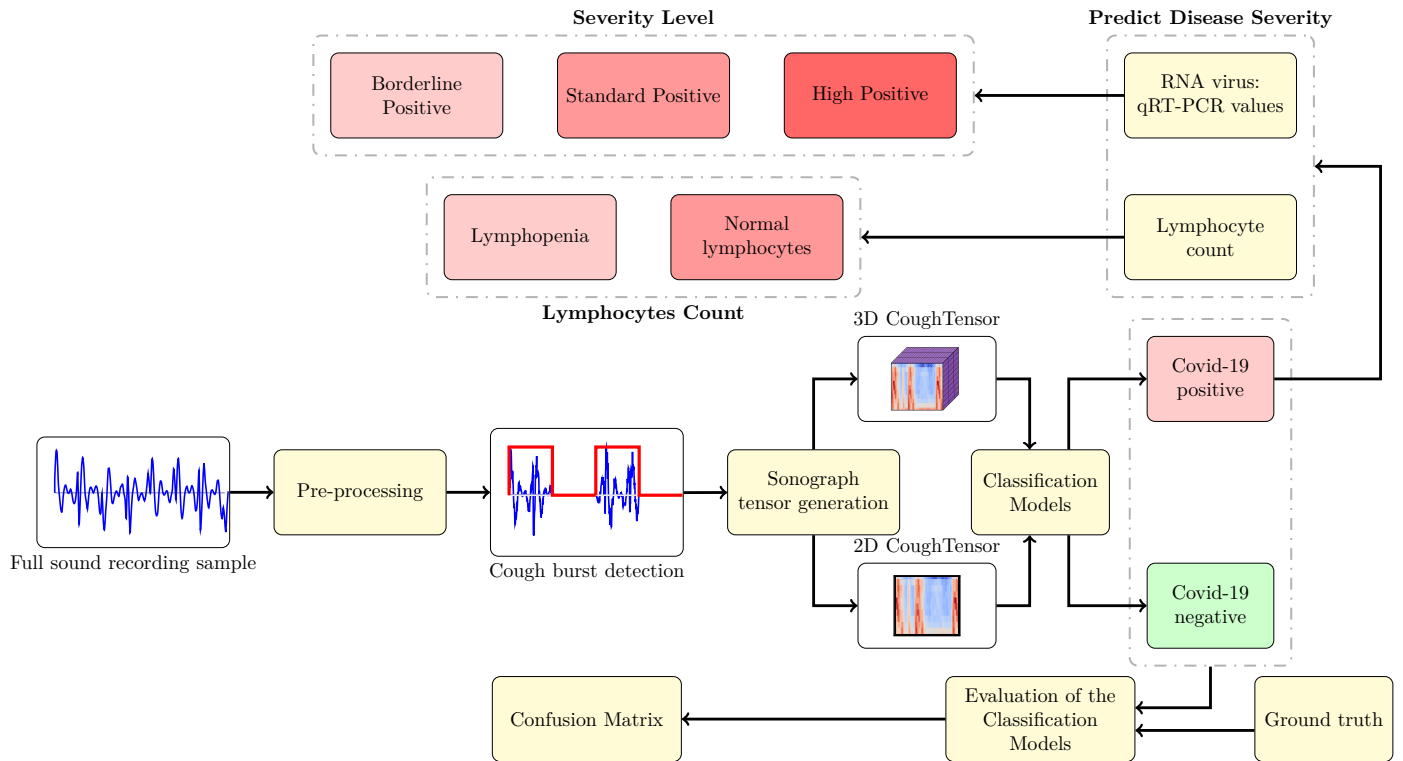 Severity Level
Predict Disease Severity
Borderline
Positive
Standard Positive
High Positive
RNA virus:
qRT-PCR values
Lymphopenia
Normal
lymphocytes
Lymphocyte
count
Lymphocytes Count
3D CoughTensor
Covid-19
positive
Full sound recording sample
Pre-processing
Cough burst detection
Sonograph
tensor generation
Classification
Models
2D CoughTensor
Covid-19
negative
Confusion Matrix
Evaluation of the
Classification
Models
Ground truth